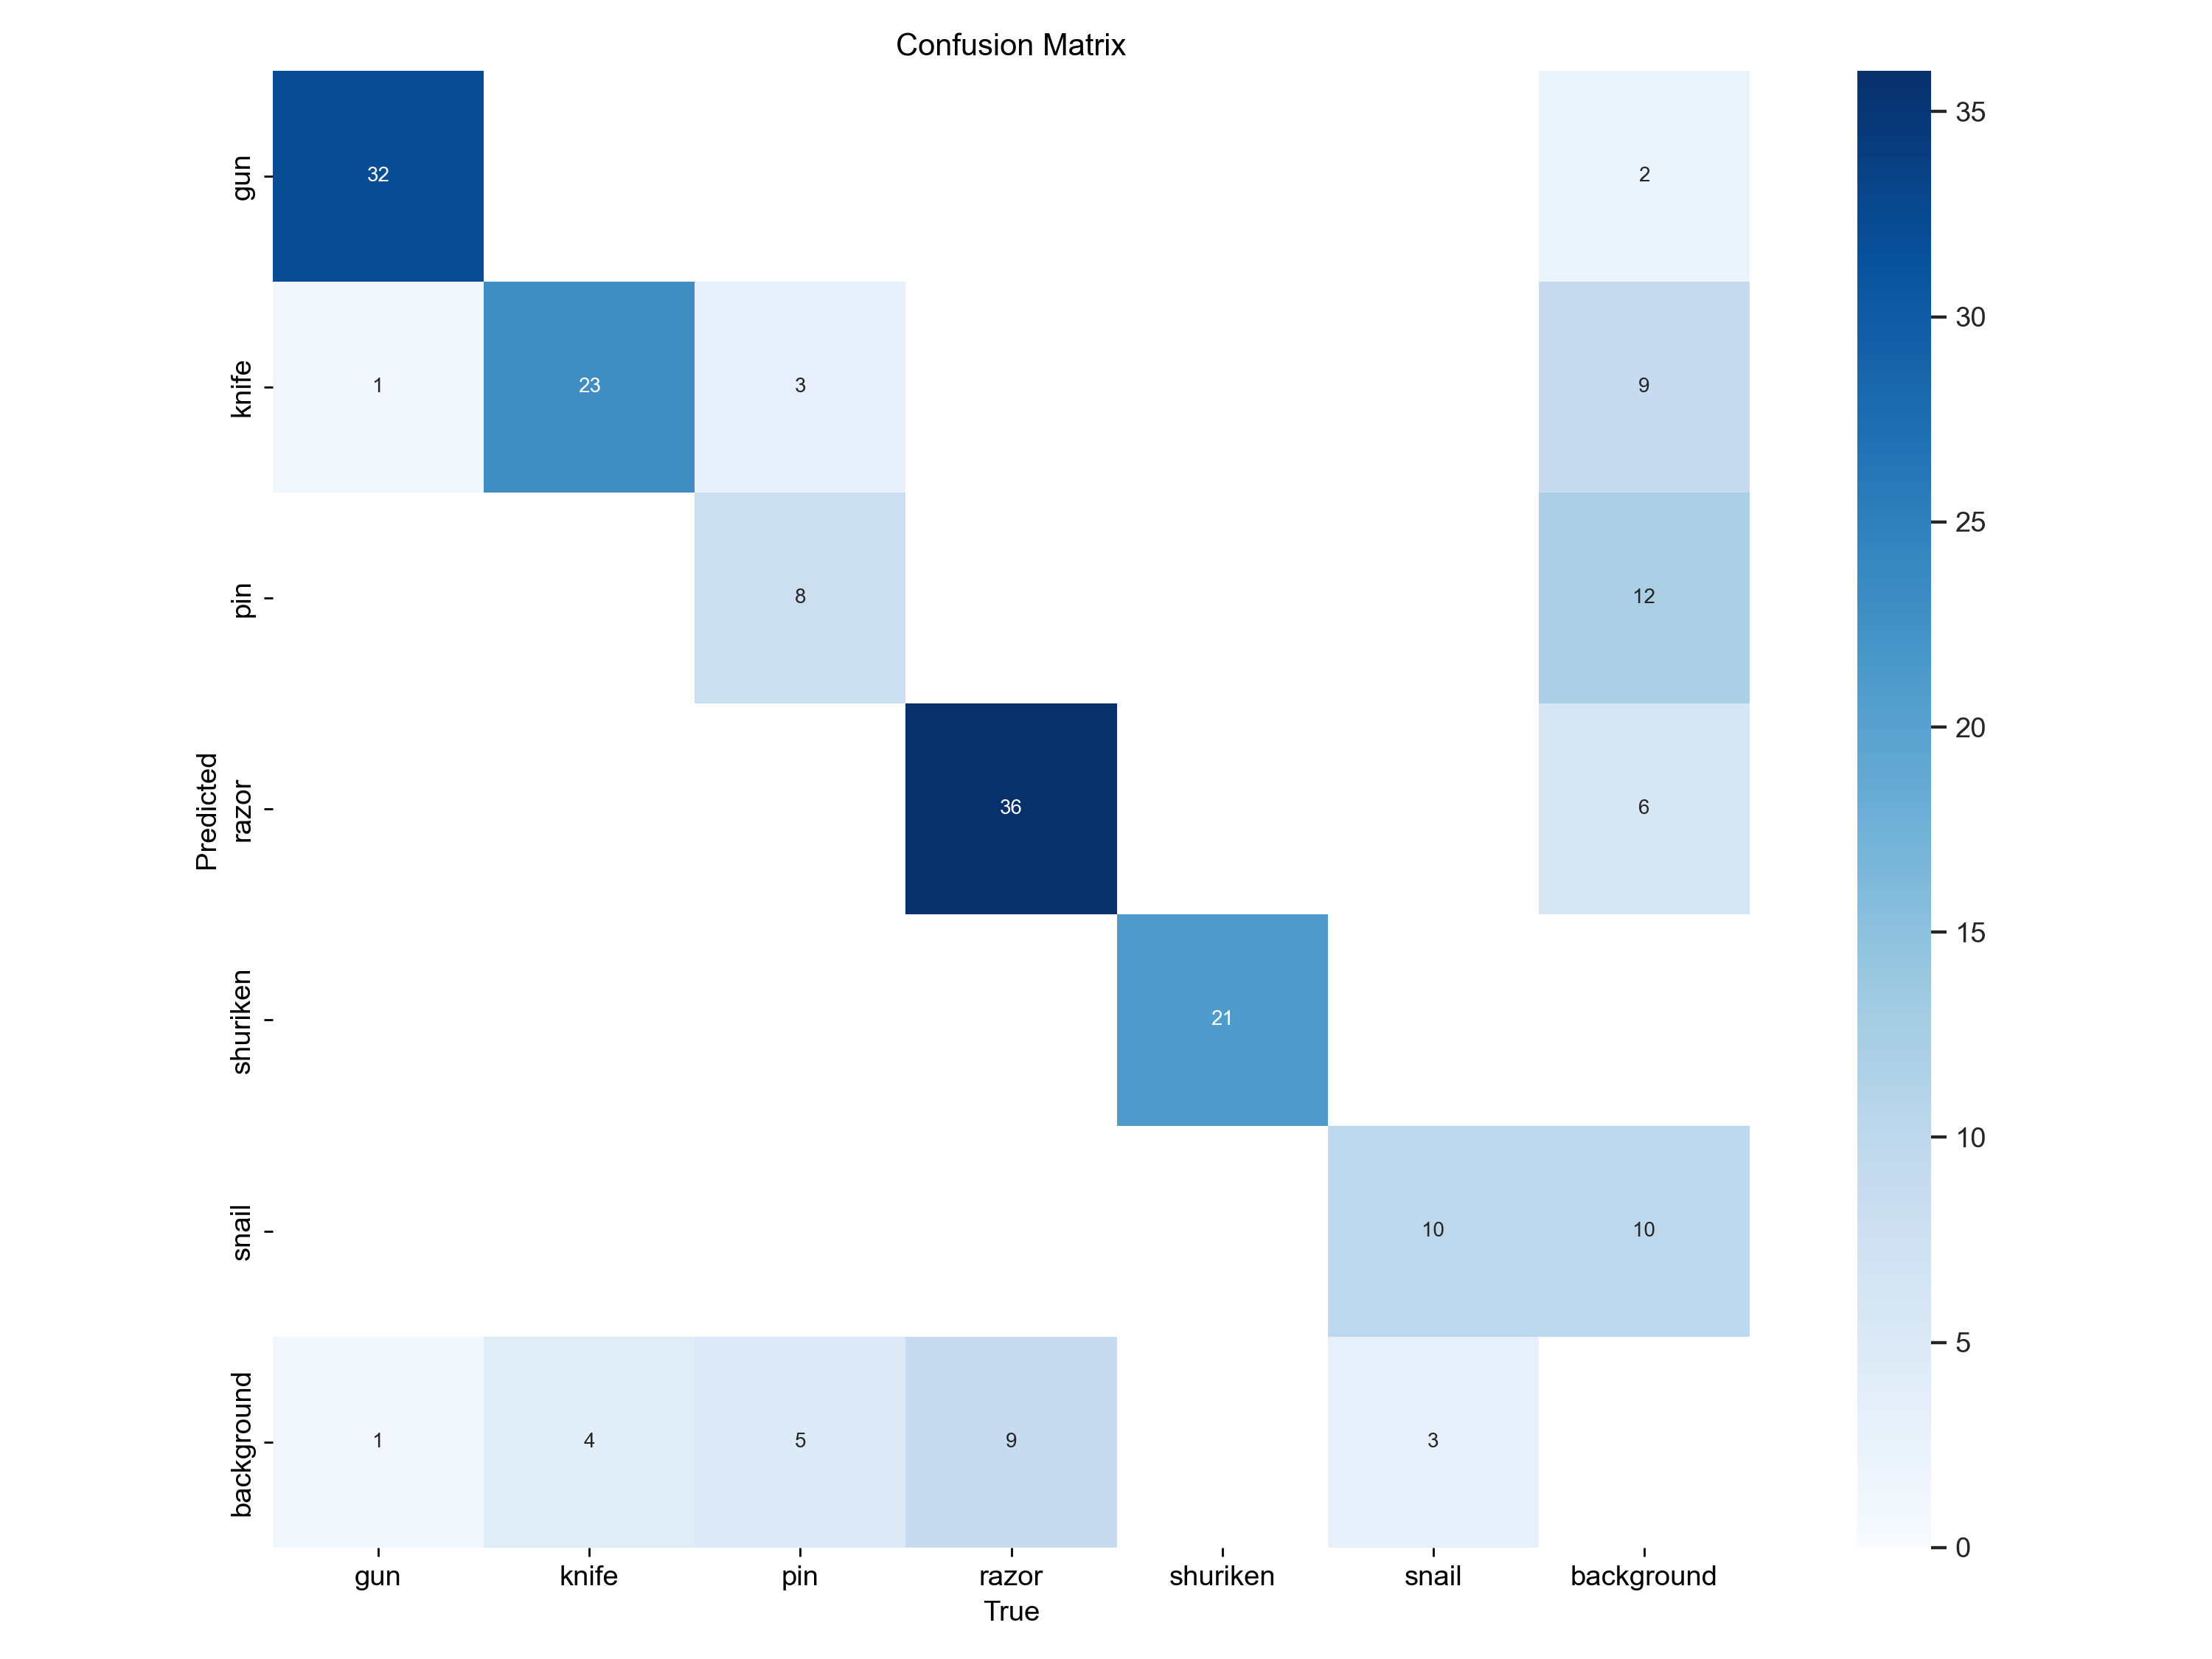 Confusion Matrix
gun 32 2 35
knife 1 23 3 9 30
pin 8 12 25
Predicted
razor 36 6 20
15
shuriken 21
snail 10 10 10
5
background 1 4 5 9 3
0
gun knife pin razor shuriken snail background
True